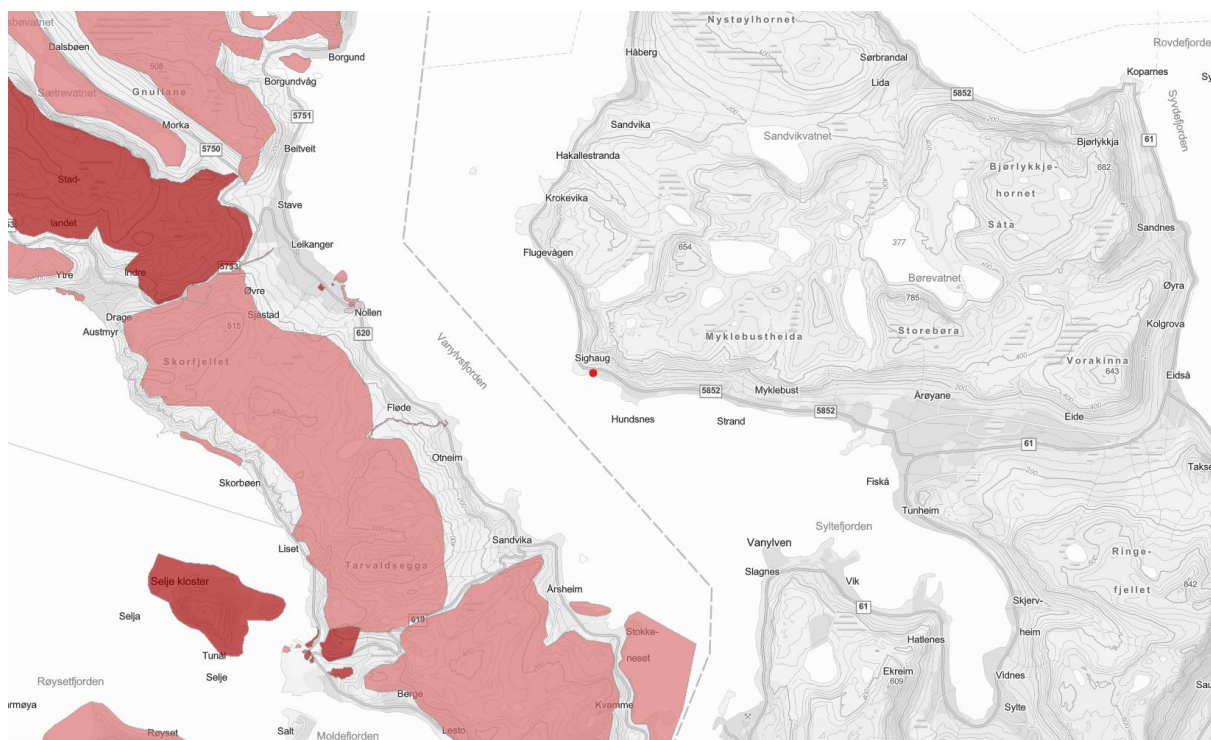 Nystøylhornet
Dalsbøen
Håberg
Rovdefjorden
Borgund
Sørbrandal
508
400
Koparnes
Borgundvåg
Lida
Gnullane
Sætrevatnet
5852
5751
Morka
Sandvika
Sandvikvatnet
Syvdefjorden
61
Bjørlykkja
Beitveit
5750
Hakallestranda
Bjørlykkje-
682
Stad-
hornet
Krokevika
Stave
landet
Såta
Sandnes
377
Leikanger
654
Flugevågen
5753
Ytre
Indre
Børevatnet
Øvre
Øyra
785
Drage
Sjåstad
Nollen
Austmyr
515
620
Kolgrova
Myklebustheida
Storebøra
Skorfjellet
Vanylvsfjorden
Sighaug
Vorakinna
643
Eidså
5852
Myklebust
Årøyane
Fløde
5852
Hundsnes
Strand
Eide
61
Otneim
Skorbøen
Fiskå
Tunheim
Syltefjorden
Sandvika
Vanylven
Liset
Ringe-
Tarvaldsegga
Slagnes
Selje kloster
Vik
fjellet
842
Årsheim
Skjerv-
61
Selja
619
Stokke-
heim
Hatlenes
Tunal
neset
Selje
Ekreim
Vidnes
609
Røysetfjorden
Berge
Kvamme
Sylte
Røyset
Salt
Lesto
Moldefjorden